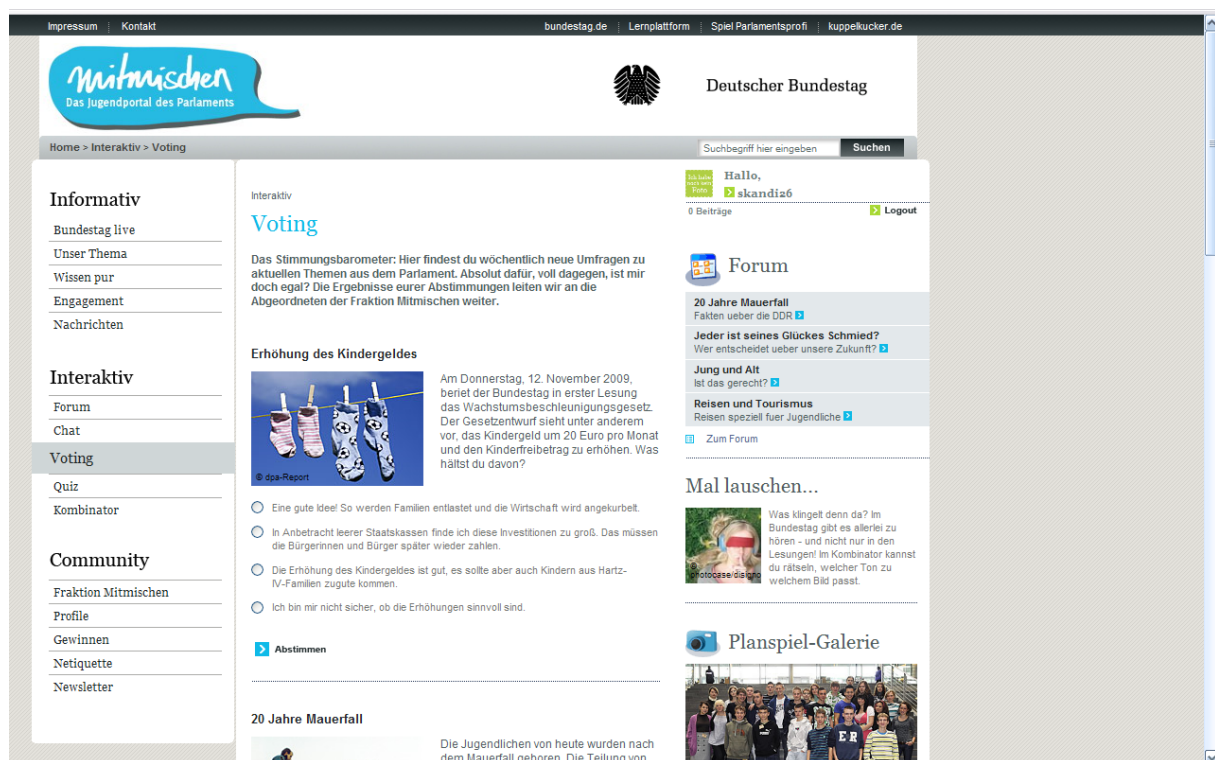 Impressum
Kontakt
bundestag.de
Lernplattform
Spiel Parlamentsprofi
kuppelkucker.de
mitmischen
Das Jugendportal des Parlaments
Deutscher Bundestag
Home > Interaktiv > Voting
Suchbegriff hier eingeben
Suchen
Informativ
Bundestag live
Unser Thema
Wissen pur
Engagement
Nachrichten
Interaktiv
Forum
Chat
Voting
Quiz
Kombinator
Community
Fraktion Mitmischen
Profile
Gewinnen
Netiquette
Newsletter
Interaktiv
Voting
Das Stimmungsbarometer: Hier findest du wöchentlich neue Umfragen zu
aktuellen Themen aus dem Parlament. Absolut dafür, voll dagegen, ist mir
doch egal? Die Ergebnisse eurer Abstimmungen leiten wir an die
Abgeordneten der Fraktion Mitmischen weiter.
Erhöhung des Kindergeldes
© dpa-Report
Am Donnerstag, 12. November 2009,
beriet der Bundestag in erster Lesung
das Wachstumsbeschleunigungsgesetz.
Der Gesetzentwurf sieht unter anderem
vor, das Kindergeld um 20 Euro pro Monat
und den Kinderfreibetrag zu erhöhen. Was
hältst du davon?
Eine gute Idee! So werden Familien entlastet und die Wirtschaft wird angekurbelt.
In Anbetracht leerer Staatskassen finde ich diese Investitionen zu groß. Das müssen
die Bürgerinnen und Bürger später wieder zahlen.
Die Erhöhung des Kindergeldes ist gut, es sollte aber auch Kindern aus Hartz-
IV-Familien zugute kommen.
Ich bin mir nicht sicher, ob die Erhöhungen sinnvoll sind.
Abstimmen
20 Jahre Mauerfall
Die Jugendlichen von heute wurden nach
dem Mauerfall geboren. Die Teilung von
Ich habe
noch kein
Foto
Hallo,
skandi26
0 Beiträge
Logout
Forum
20 Jahre Mauerfall
Fakten ueber die DDR
Jeder ist seines Glückes Schmied?
Wer entscheidet ueber unsere Zukunft?
Jung und Alt
Ist das gerecht?
Reisen und Tourismus
Reisen speziell fuer Jugendliche
Zum Forum
Mal lauschen...
©
photocase/disigno
Was klingelt denn da? Im
Bundestag gibt es allerlei zu
hören - und nicht nur in den
Lesungen! Im Kombinator kannst
du rätseln, welcher Ton zu
welchem Bild passt.
Planspiel-Galerie
E R